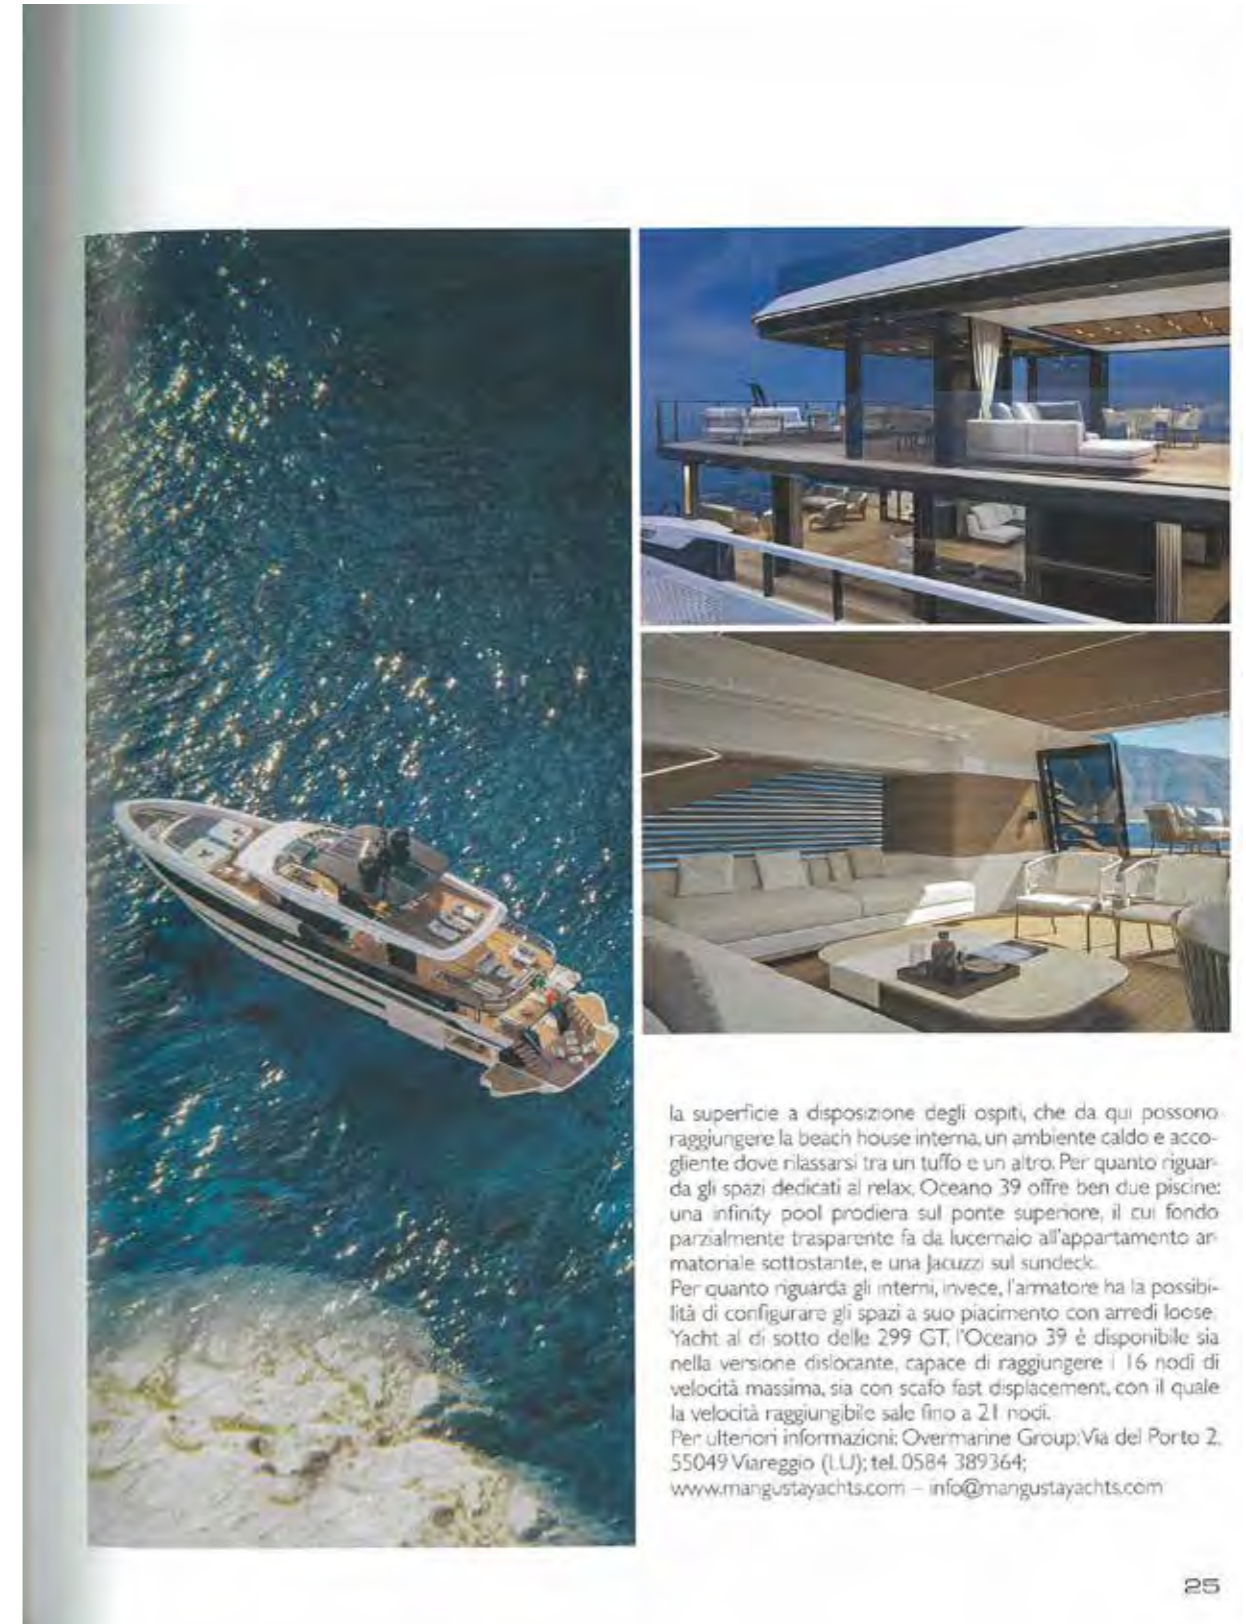 la superficie a disposizione degli ospiti, che da qui possono
raggiungere la beach house interna, un ambiente caldo e acco-
gliente dove rilassarsi tra un tuffo e un altro. Per quanto riguar-
da gli spazi dedicati al relax, Oceano 39 offre ben due piscine:
una infinity pool prodiera sul ponte superiore, il cui fondo
parzialmente trasparente fa da lucernaio all'appartamento ar-
matoriale sottostante, e una Jacuzzi sul sundeck.
Per quanto riguarda gli interni, invece, l'armatore ha la possibi-
lità di configurare gli spazi a suo piacimento con arredi loose.
Yacht al di sotto delle 299 GT, l'Oceano 39 è disponibile sia
nella versione dislocante, capace di raggiungere i 16 nodi di
velocità massima, sia con scafo fast displacement, con il quale
la velocità raggiungibile sale fino a 21 nodi.
Per ulteriori informazioni: Overmarine Group; Via del Porto 2,
55049 Viareggio (LU); tel. 0584 389364;
www.mangustayachts.com – info@mangustayachts.com
25